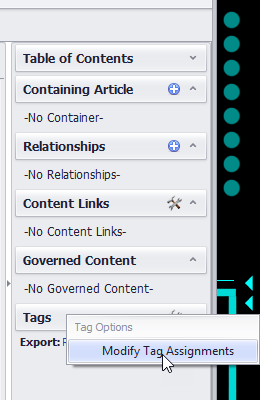 Table of Contents
Containing Article
-No Container-
Relationships
-No Relationships-
Content Links
-No Content Links-
Governed Content
-No Governed Content-
Tags
Tag Options
Export:
Modify Tag Assignments